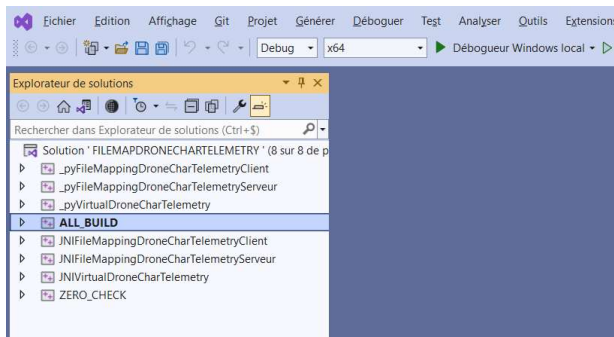 Fichier Edition Affichage Git Projet Générer Déboguer Test Analyser Outils Extensions
Debug x64 Débogueur Windows local
Explorateur de solutions
Rechercher dans Explorateur de solutions (Ctrl+$)
Solution ' FILEMAPDRONECHARTELEMETRY ' (8 sur 8 de p
_pyFileMappingDroneCharTelemetryClient
_pyFileMappingDroneCharTelemetryServeur
_pyVirtualDroneCharTelemetry
ALL_BUILD
JNIFileMappingDroneCharTelemetryClient
JNIFileMappingDroneCharTelemetryServeur
JNIVirtualDroneCharTelemetry
ZERO_CHECK